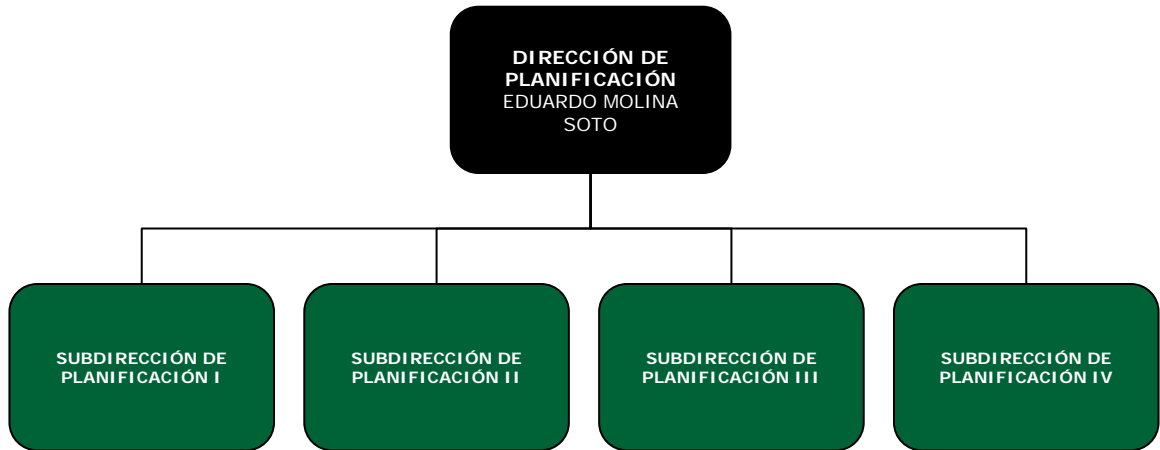 DIRECCIÓN DE
PLANIFICACIÓN
EDUARDO MOLINA
SOTO
SUBDIRECCIÓN DE
PLANIFICACIÓN I
SUBDIRECCIÓN DE
PLANIFICACIÓN II
SUBDIRECCIÓN DE
PLANIFICACIÓN III
SUBDIRECCIÓN DE
PLANIFICACIÓN IV